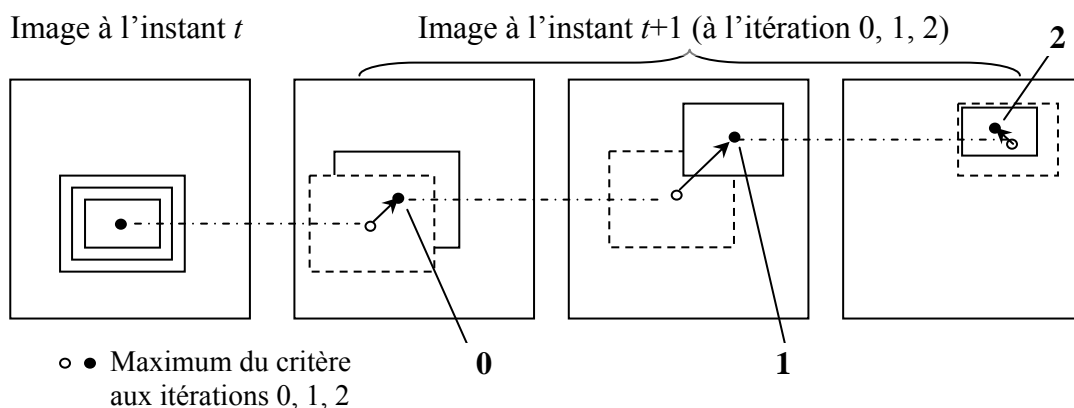 Image à l’instant t
Image à l’instant t+1 (à l’itération 0, 1, 2)
2
0
1
Maximum du critère
aux itérations 0, 1, 2